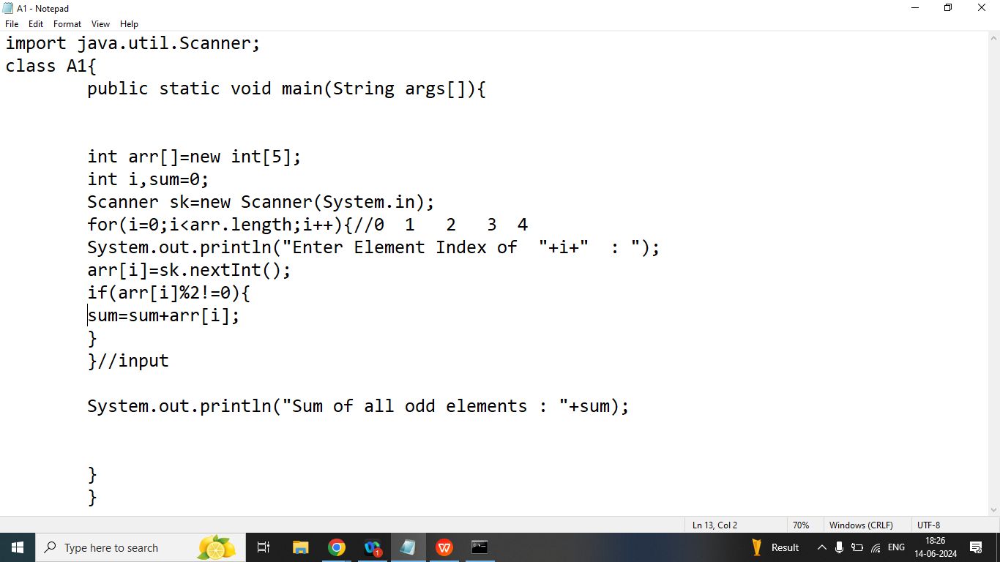 A1 - Notepad
File Edit Format View Help
import java.util.Scanner;
class A1{
public static void main(String args[]){
int arr[]=new int[5];
int i,sum=0;
Scanner sk=new Scanner(System.in);
for(i=0;i<arr.length;i++){//0 1 2 3 4
System.out.println("Enter Element Index of "+i+" : ");
arr[i]=sk.nextInt();
if(arr[i]%2!=0){
sum=sum+arr[i];
}
}//input
System.out.println("Sum of all odd elements : "+sum);
}
}
Ln 13, Col 2 70% Windows (CRLF) UTF-8
Type here to search 1 W Result ENG 18:26
14-06-2024